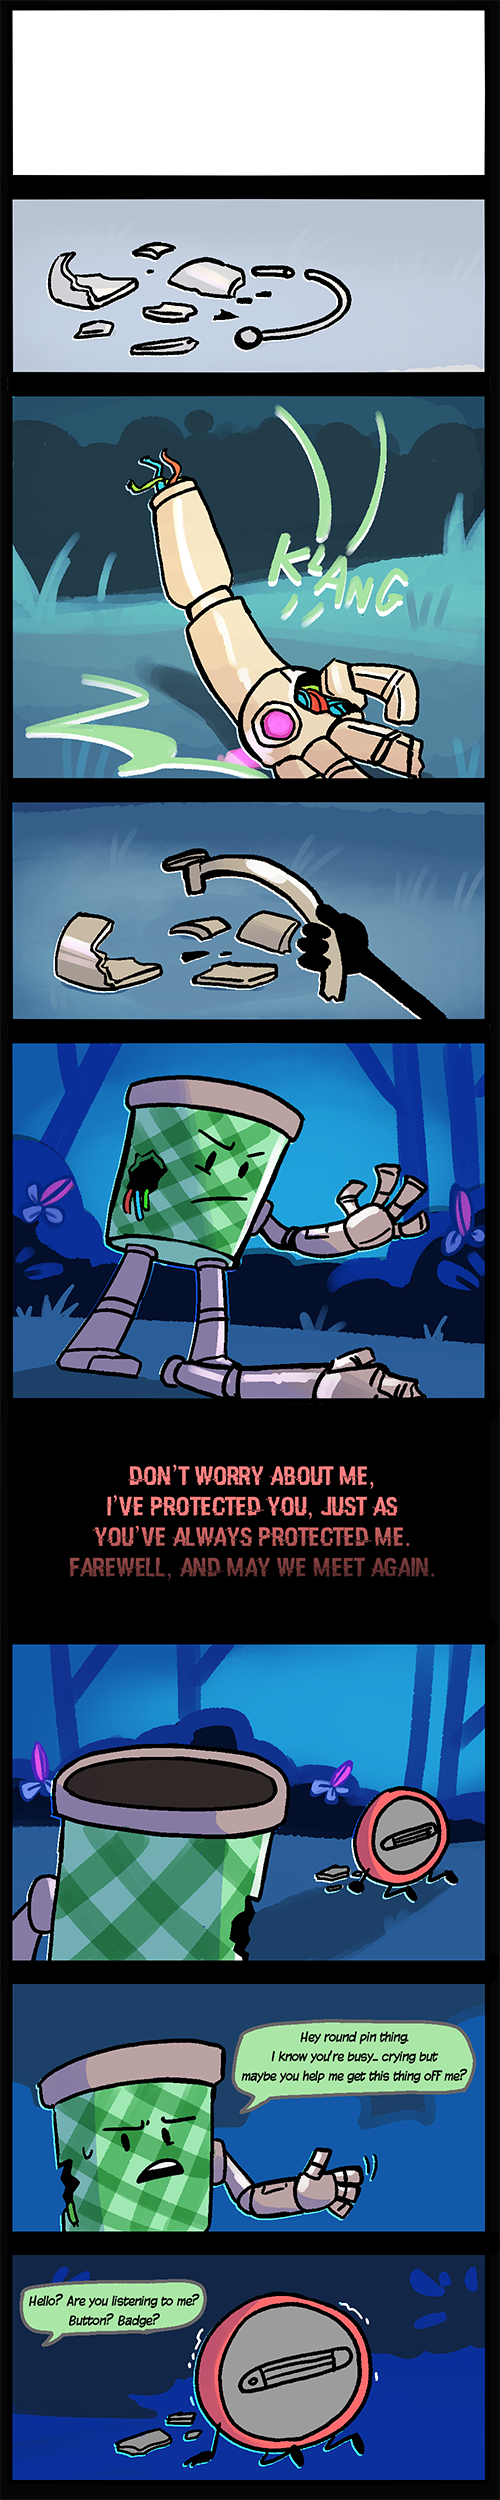 KLANG
DON'T WORRY ABOUT ME,
I'VE PROTECTED YOU, JUST AS
YOU'VE ALWAYS PROTECTED ME.
FAREWELL, AND MAY WE MEET AGAIN.
Hey round pin thing.
I know you're busy... crying but
maybe you help me get this thing off me?
Hello? Are you listening to me?
Button? Badge?